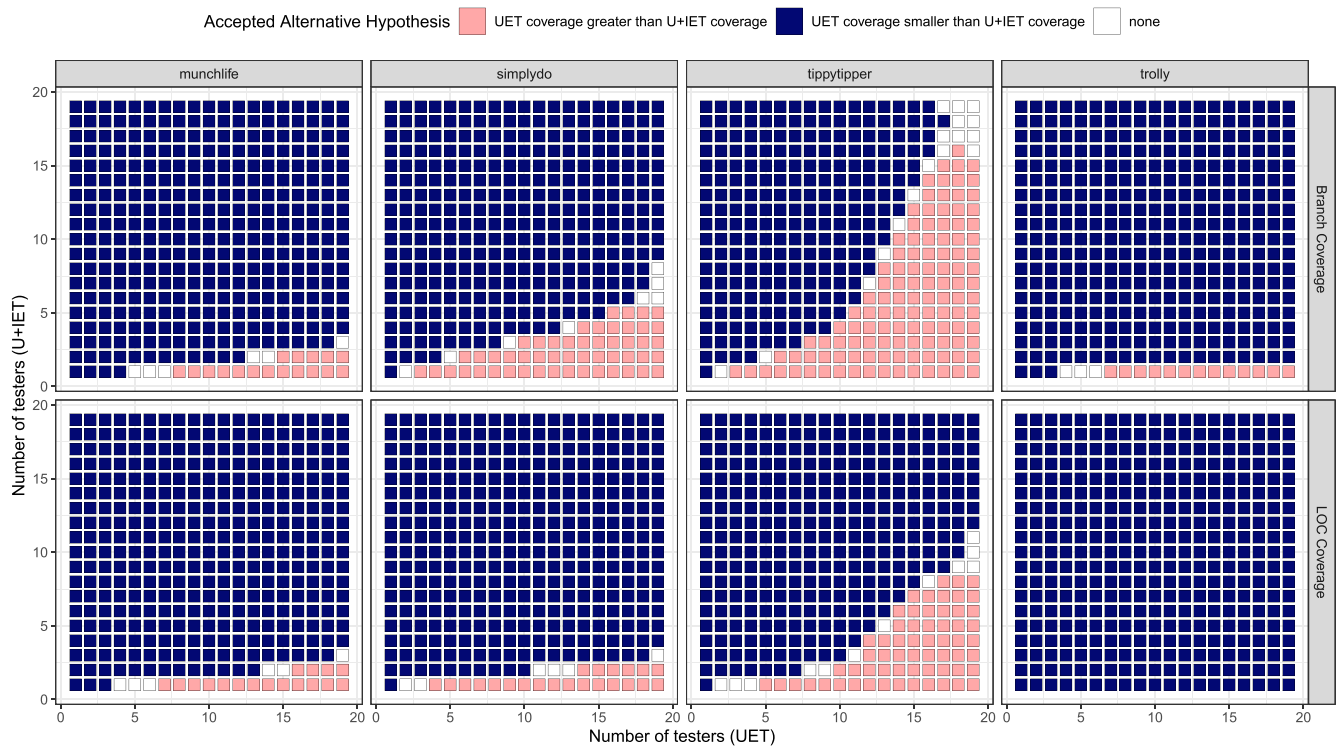 Accepted Alternative Hypothesis UET coverage greater than U+IET coverage UET coverage smaller than U+IET coverage none
munchlife simplydo tippytipper trolly
Number of testers (U+IET)
20
15
10
5
0
Branch Coverage
20
15
10
5
0
LOC Coverage
0 5 10 15 20 0 5 10 15 20 0 5 10 15 20 0 5 10 15 20
Number of testers (UET)